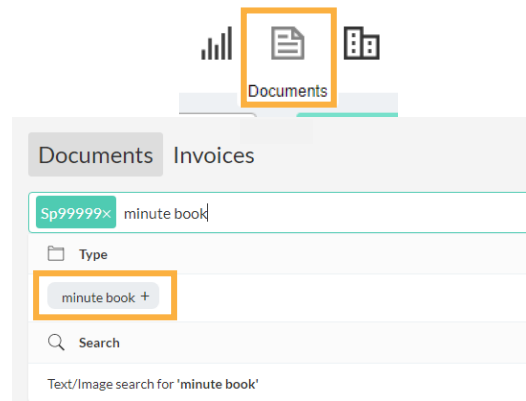 Documents
Documents Invoices
Sp99999× minute book
Type
minute book +
Search
Text/Image search for 'minute book'